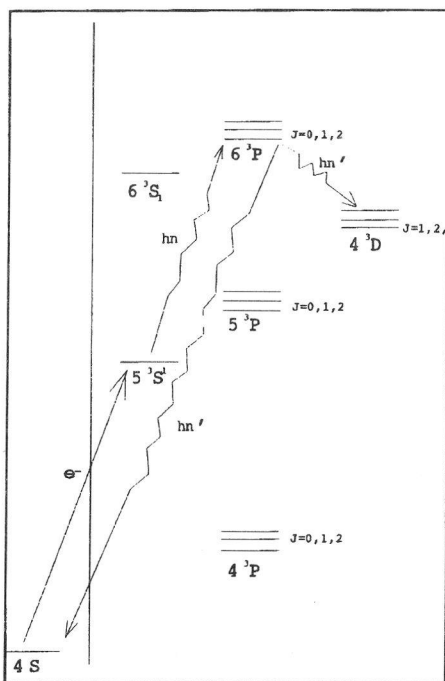 J=0,1,2
6 ³P
hn′
6 ³S₁
hn
J=1,2,
4 ³D
J=0,1,2
5 ³P
5 ³S¹
hn′
e⁻
J=0,1,2
4 ³P
4 S